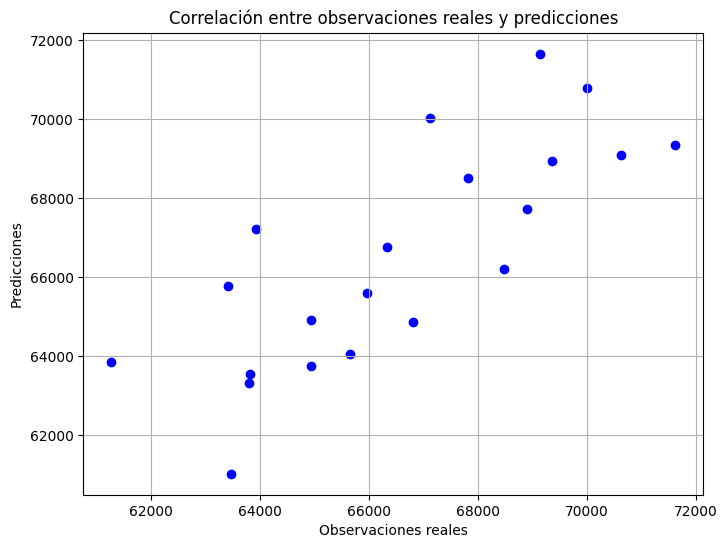 Correlación entre observaciones reales y predicciones
72000
70000
68000
66000
64000
62000
Predicciones
62000 64000 66000 68000 70000 72000
Observaciones reales